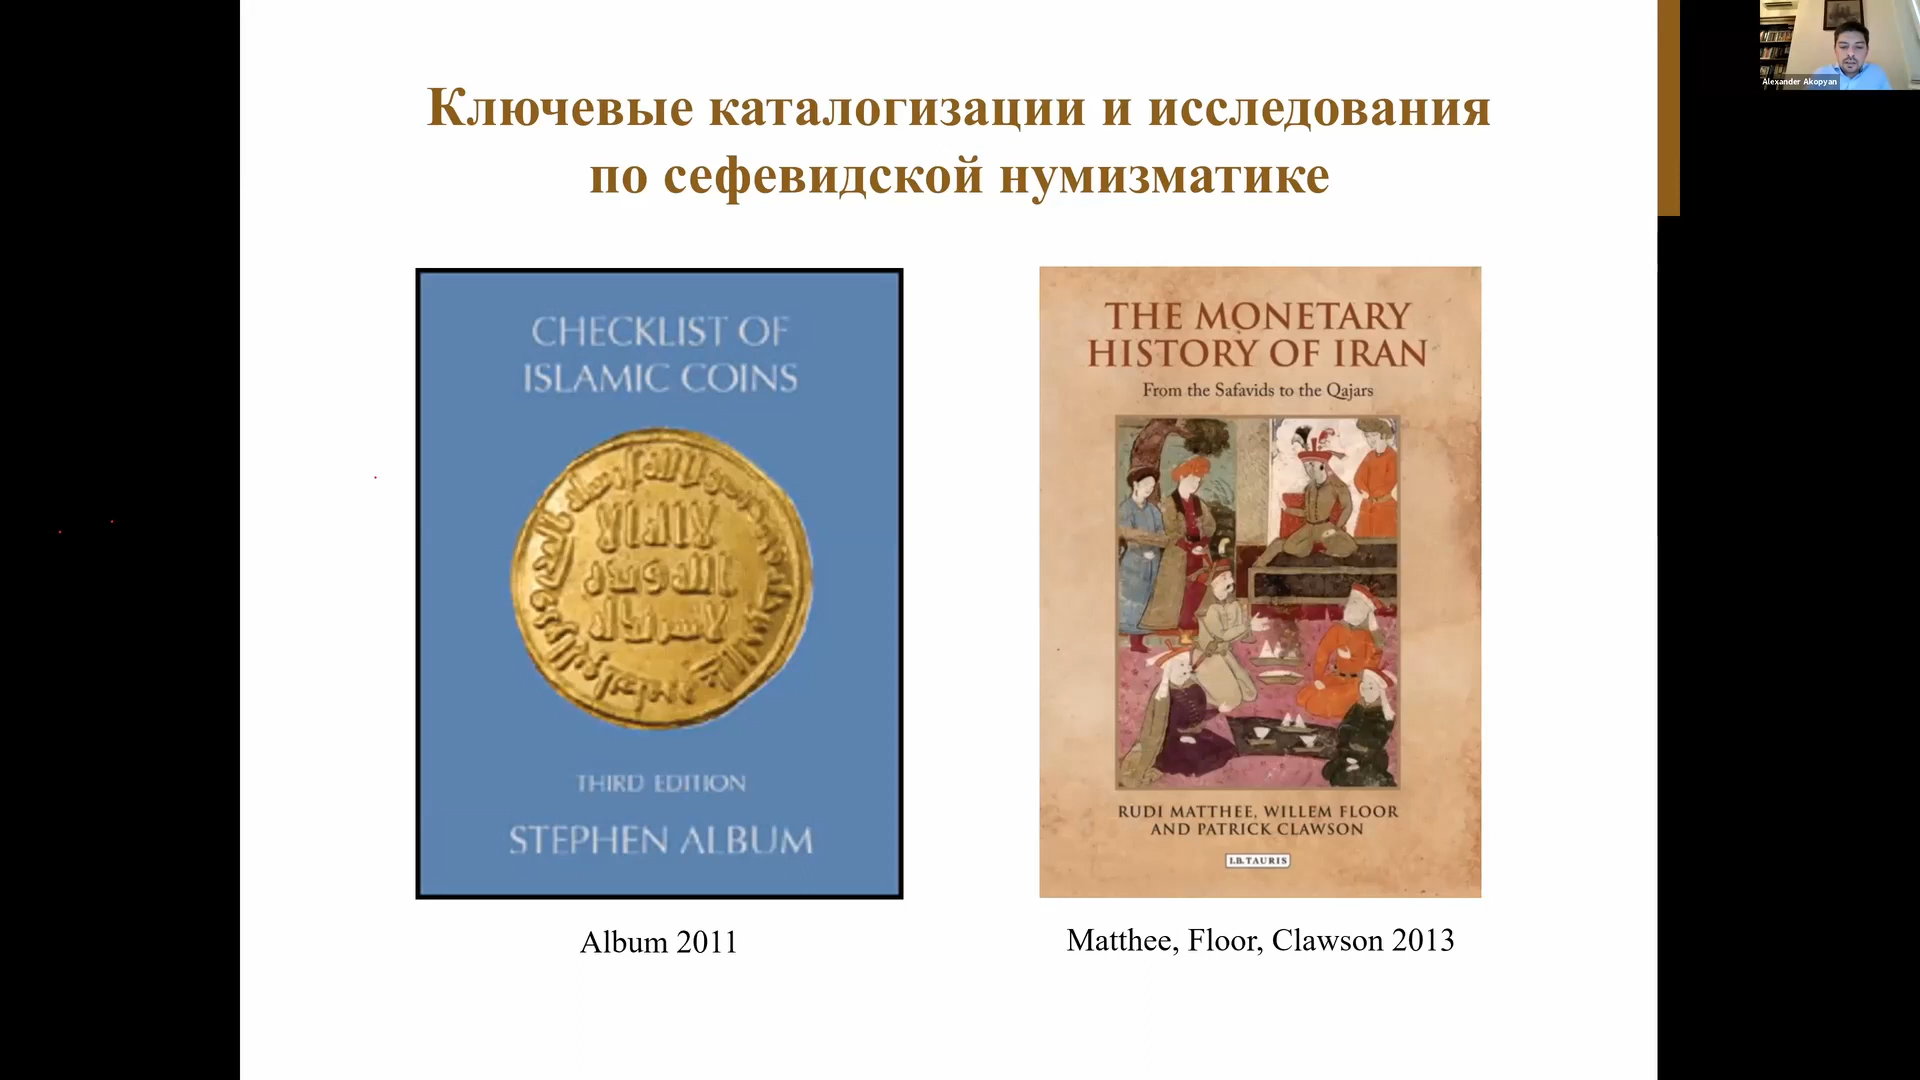 Ключевые каталогизации и исследования
по сефевидской нумизматике
CHECKLIST OF
ISLAMIC COINS
THIRD EDITION
STEPHEN ALBUM
Album 2011
THE MONETARY
HISTORY OF IRAN
From the Safavids to the Qajars
RUDI MATTHEE, WILLEM FLOOR
AND PATRICK CLAWSON
I.B.TAURIS
Matthee, Floor, Clawson 2013
Alexander Akopyan